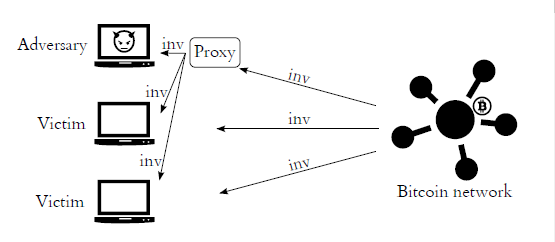 Adversary
inv
Proxy
inv
inv
Victim
inv
inv
inv
Victim
Bitcoin network